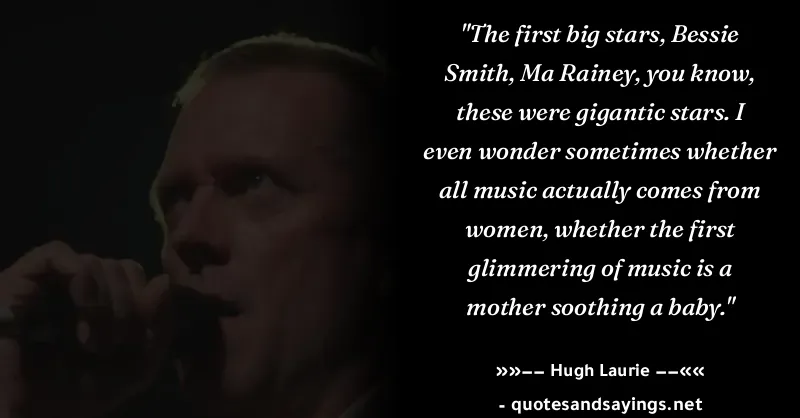 "The first big stars, Bessie
Smith, Ma Rainey, you know,
these were gigantic stars. I
even wonder sometimes whether
all music actually comes from
women, whether the first
glimmering of music is a
mother soothing a baby."
»»–– Hugh Laurie ––««
- quotesandsayings.net